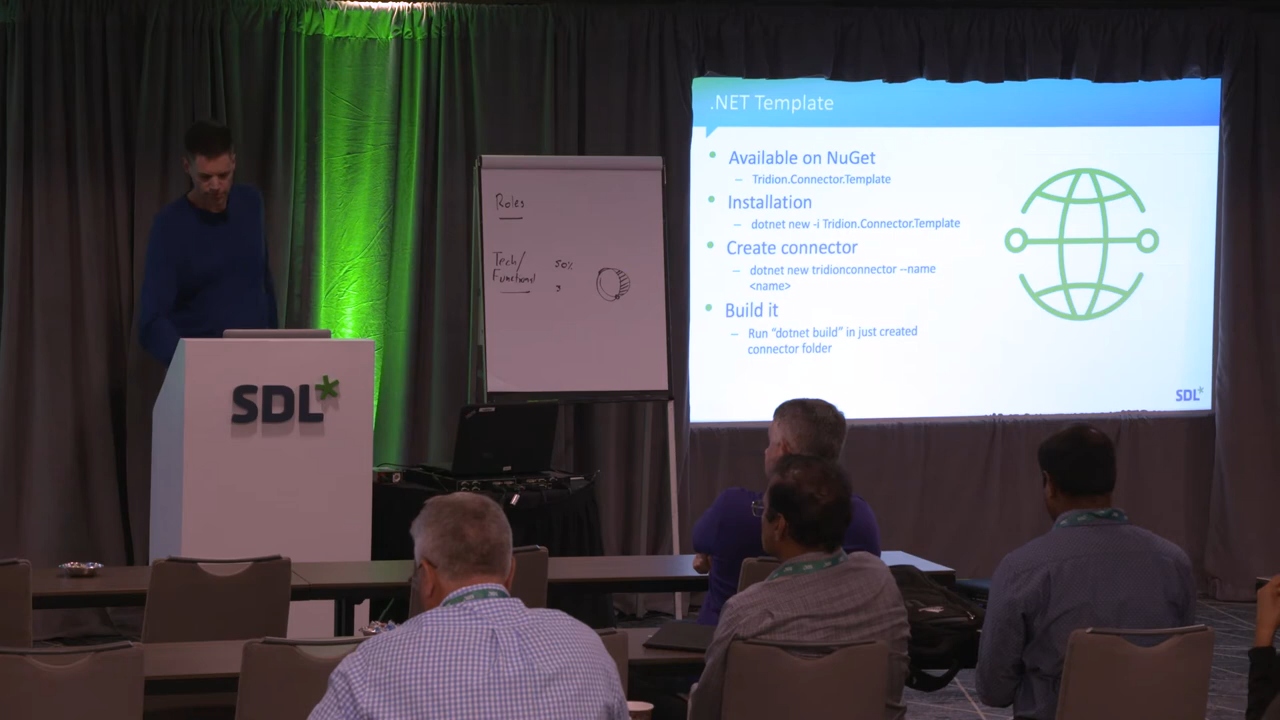 SDL*
Roles
Tech/
Functional
50%
.NET Template
Available on NuGet
– Tridion.Connector.Template
Installation
– dotnet new -i Tridion.Connector.Template
Create connector
– dotnet new tridionconnector --name
<name>
Build it
– Run “dotnet build” in just created
connector folder
SDL*